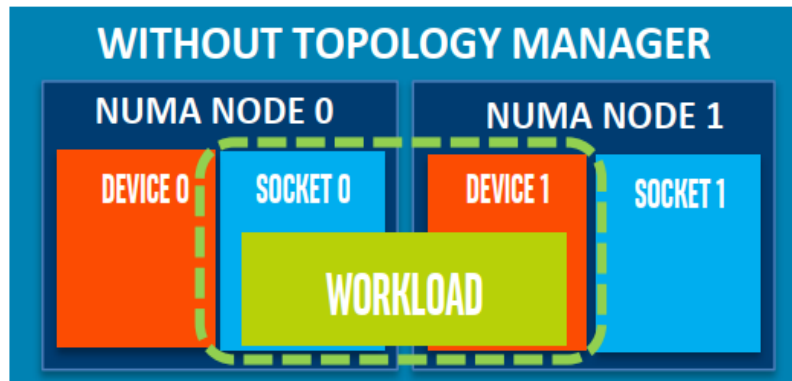 WITHOUT TOPOLOGY MANAGER
NUMA NODE 0
NUMA NODE 1
DEVICE 0
SOCKET 0
DEVICE 1
SOCKET 1
WORKLOAD